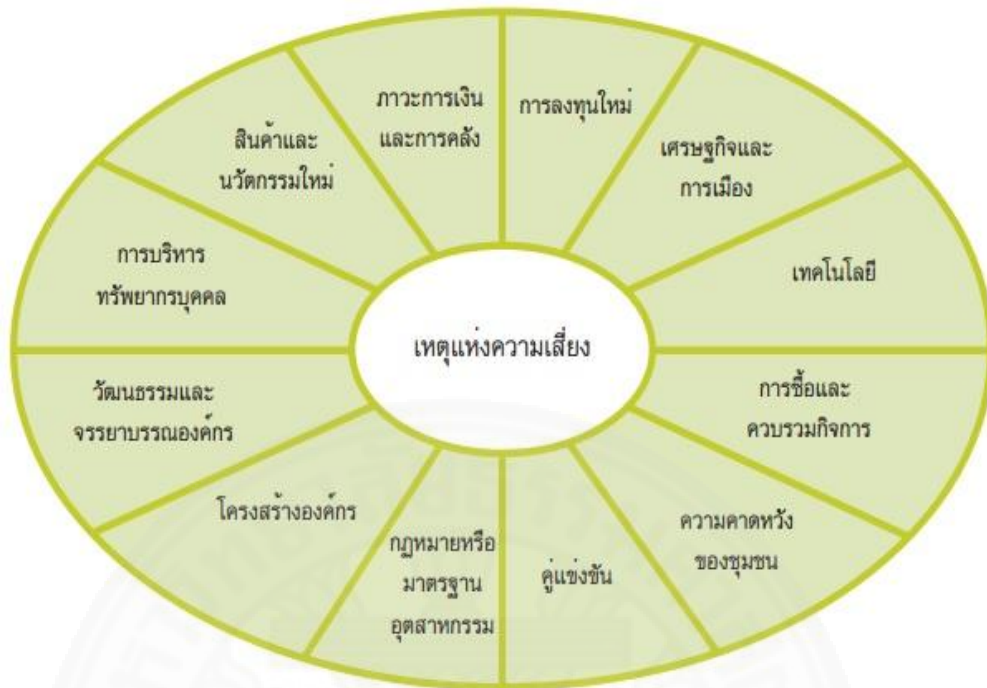 ภาวะการเงิน
และการคลัง
การลงทุนใหม่
เศรษฐกิจและ
การเมือง
เทคโนโลยี
การซื้อและ
ควบรวมกิจการ
ความคาดหวัง
ของชุมชน
คู่แข่งขัน
กฎหมายหรือ
มาตรฐาน
อุตสาหกรรม
โครงสร้างองค์กร
วัฒนธรรมและ
จรรยาบรรณองค์กร
การบริหาร
ทรัพยากรบุคคล
สินค้าและ
นวัตกรรมใหม่
เหตุแห่งความเสี่ยง